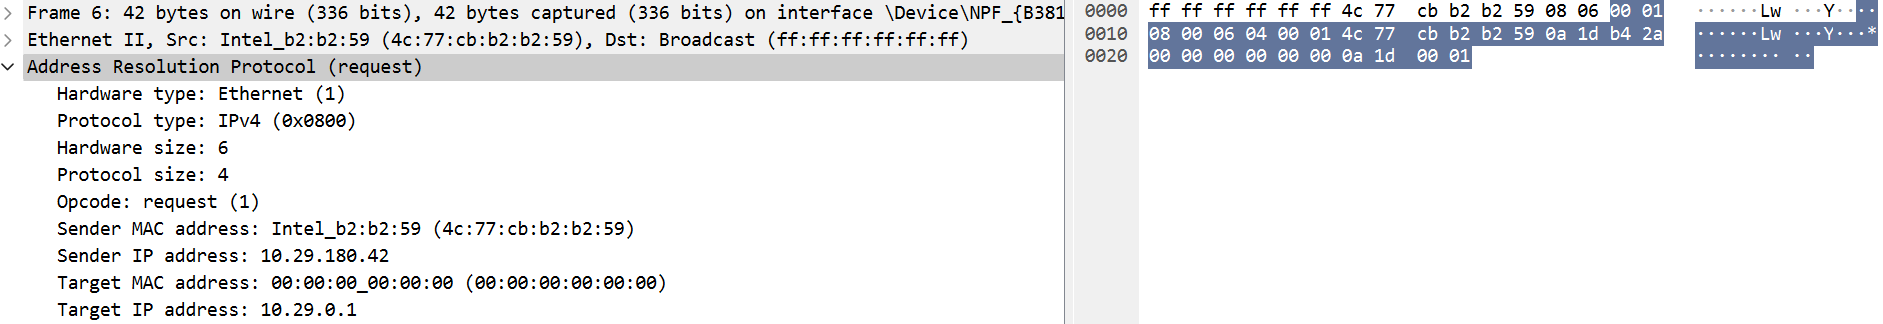 Frame 6: 42 bytes on wire (336 bits), 42 bytes captured (336 bits) on interface \Device\NPF_{B381
Ethernet II, Src: Intel_b2:b2:59 (4c:77:cb:b2:b2:59), Dst: Broadcast (ff:ff:ff:ff:ff:ff)
Address Resolution Protocol (request)
Hardware type: Ethernet (1)
Protocol type: IPv4 (0x0800)
Hardware size: 6
Protocol size: 4
Opcode: request (1)
Sender MAC address: Intel_b2:b2:59 (4c:77:cb:b2:b2:59)
Sender IP address: 10.29.180.42
Target MAC address: 00:00:00_00:00:00 (00:00:00:00:00:00)
Target IP address: 10.29.0.1
0000 ff ff ff ff ff ff 4c 77 cb b2 b2 59 08 06 00 01 ······Lw ···Y····
0010 08 00 06 04 00 01 4c 77 cb b2 b2 59 0a 1d b4 2a ······Lw ···Y···*
0020 00 00 00 00 00 00 0a 1d 00 01 ········ ··